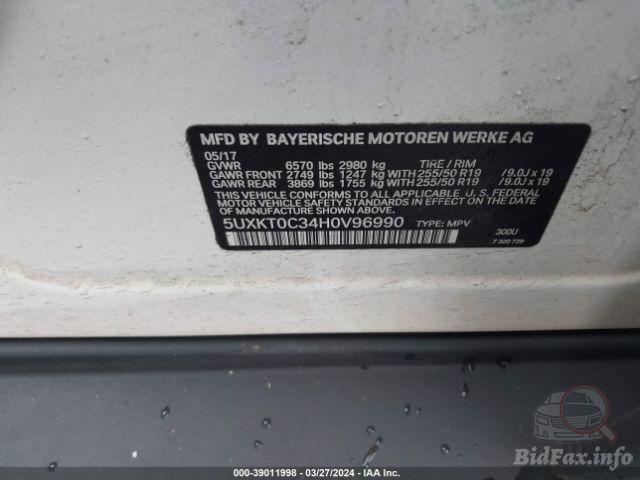 MFD BY BAYERISCHE MOTOREN WERKE AG
05/17
GVWR 6570 lbs 2980 kg TIRE / RIM
GAWR FRONT 2749 lbs 1247 kg WITH 255/50 R19 /9.0J x 19
GAWR REAR 3869 lbs 1755 kg WITH 255/50 R19 /9.0J x 19
THIS VEHICLE CONFORMS TO ALL APPLICABLE U.S. FEDERAL
MOTOR VEHICLE SAFETY STANDARDS IN EFFECT ON THE
DATE OF MANUFACTURE SHOWN ABOVE.
5UXKT0C34H0V96990 TYPE: MPV
300U
7 320 728
BidFax.info
000-39011998 — 03/27/2024 — IAA Inc.